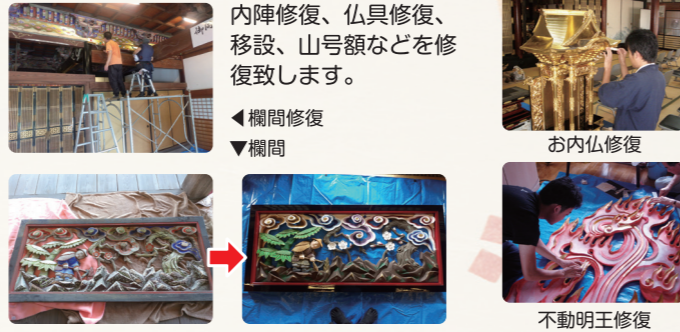 内陣修復、仏具修復、
移設、山号額などを修
復致します。
◀欄間修復
▼欄間
お内仏修復
不動明王修復